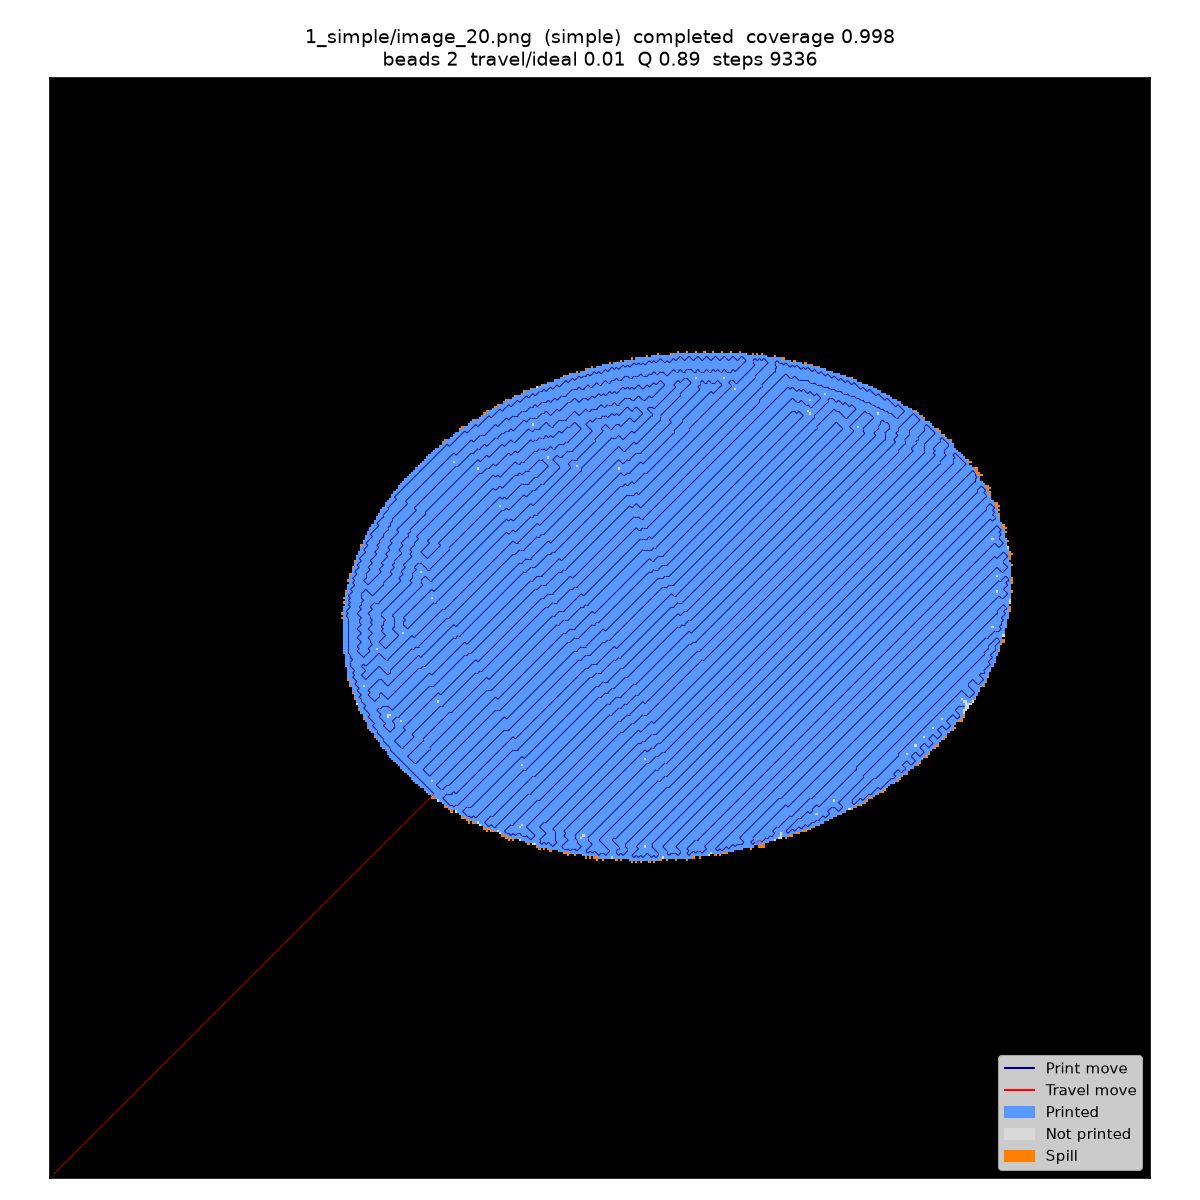 1_simple/image_20.png  (simple)  completed  coverage 0.998
beads 2  travel/ideal 0.01  Q 0.89  steps 9336
Print move
Travel move
Printed
Not printed
Spill